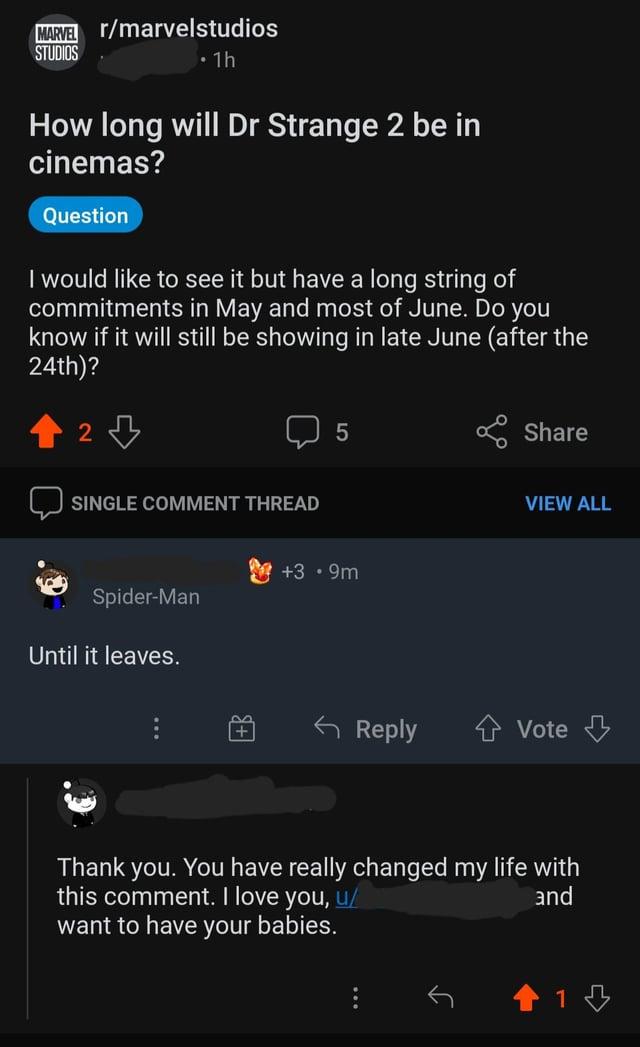 MARVEL
STUDIOS
r/marvelstudios
• 1h
How long will Dr Strange 2 be in
cinemas?
Question
I would like to see it but have a long string of
commitments in May and most of June. Do you
know if it will still be showing in late June (after the
24th)?
2
5
Share
SINGLE COMMENT THREAD
VIEW ALL
+3 • 9m
Spider-Man
Until it leaves.
Reply
Vote
Thank you. You have really changed my life with
this comment. I love you, u/ and
want to have your babies.
1